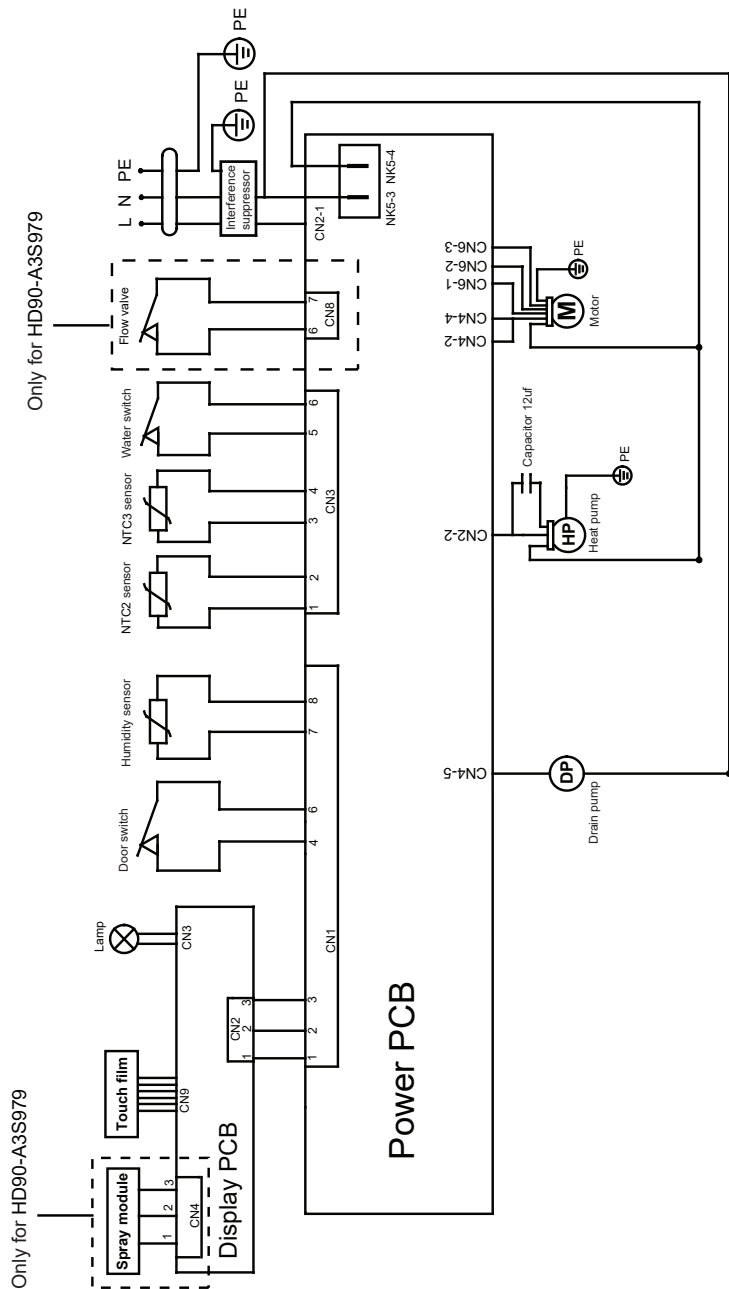 Only for HD90-A3S979
Only for HD90-A3S979
Spray module
1
2
3
CN4
Touch film
CN9
Display PCB
Lamp
CN3
CN2
1
2
3
Door switch
Humidity sensor
NTC2 sensor
NTC3 sensor
Water switch
Flow valve
L
N
PE
Interference
suppressor
PE
PE
1
2
3
4
6
7
8
CN1
1
2
3
4
5
6
CN3
6
7
CN8
CN2-1
NK5-3
NK5-4
Power PCB
CN4-5
CN2-2
CN4-2
CN4-4
CN6-1
CN6-2
CN6-3
DP
Drain pump
HP
Heat pump
Capacitor 12uf
PE
M
Motor
PE